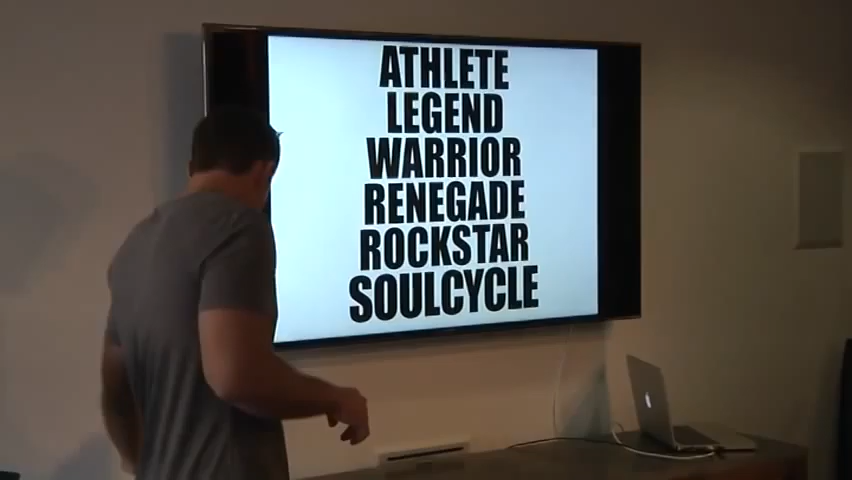 ATHLETE
LEGEND
WARRIOR
RENEGADE
ROCKSTAR
SOULCYCLE